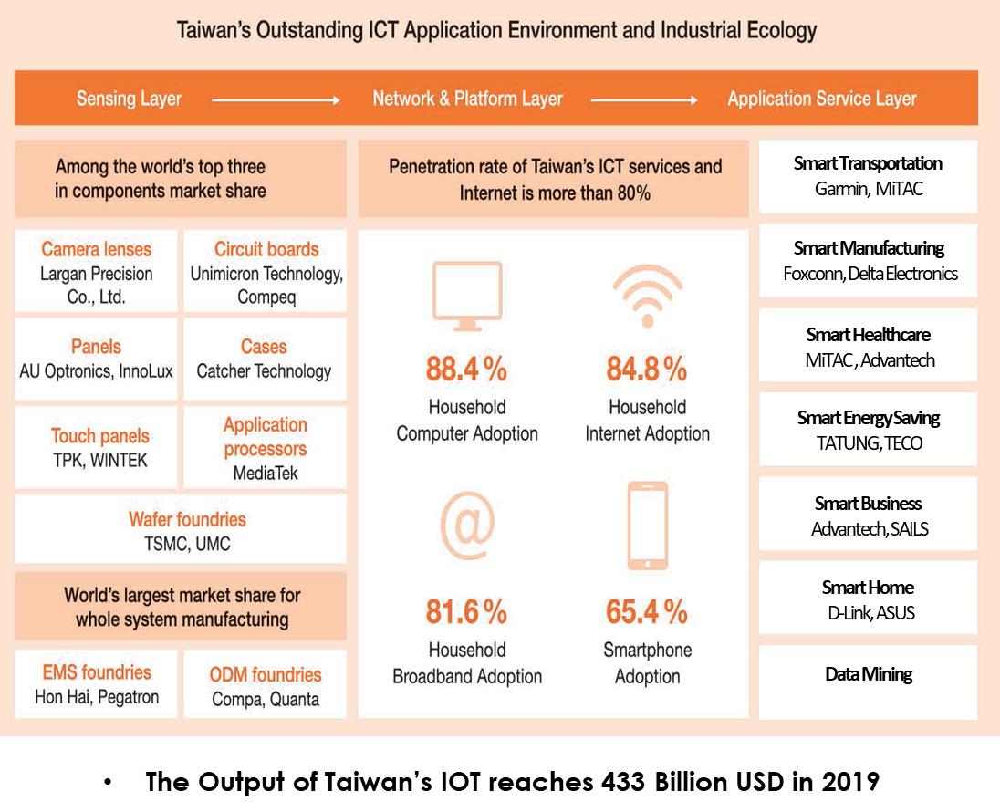 Taiwan's Outstanding ICT Application Environment and Industrial Ecology
Sensing Layer
Network & Platform Layer
Application Service Layer
Among the world's top three
in components market share
Camera lenses
Largan Precision
Co., Ltd.
Circuit boards
Unimicron Technology,
Compeq
Panels
AU Optronics, InnoLux
Cases
Catcher Technology
Touch panels
TPK, WINTEK
Application
processors
MediaTek
Wafer foundries
TSMC, UMC
World's largest market share for
whole system manufacturing
EMS foundries
Hon Hai, Pegatron
ODM foundries
Compa, Quanta
Penetration rate of Taiwan's ICT services and
Internet is more than 80%
88.4 %
Household
Computer Adoption
84.8 %
Household
Internet Adoption
@
81.6 %
Household
Broadband Adoption
65.4 %
Smartphone
Adoption
Smart Transportation
Garmin, MiTAC
Smart Manufacturing
Foxconn, Delta Electronics
Smart Healthcare
MiTAC , Advantech
Smart Energy Saving
TATUNG, TECO
Smart Business
Advantech, SAILS
Smart Home
D-Link, ASUS
Data Mining
• The Output of Taiwan's IOT reaches 433 Billion USD in 2019